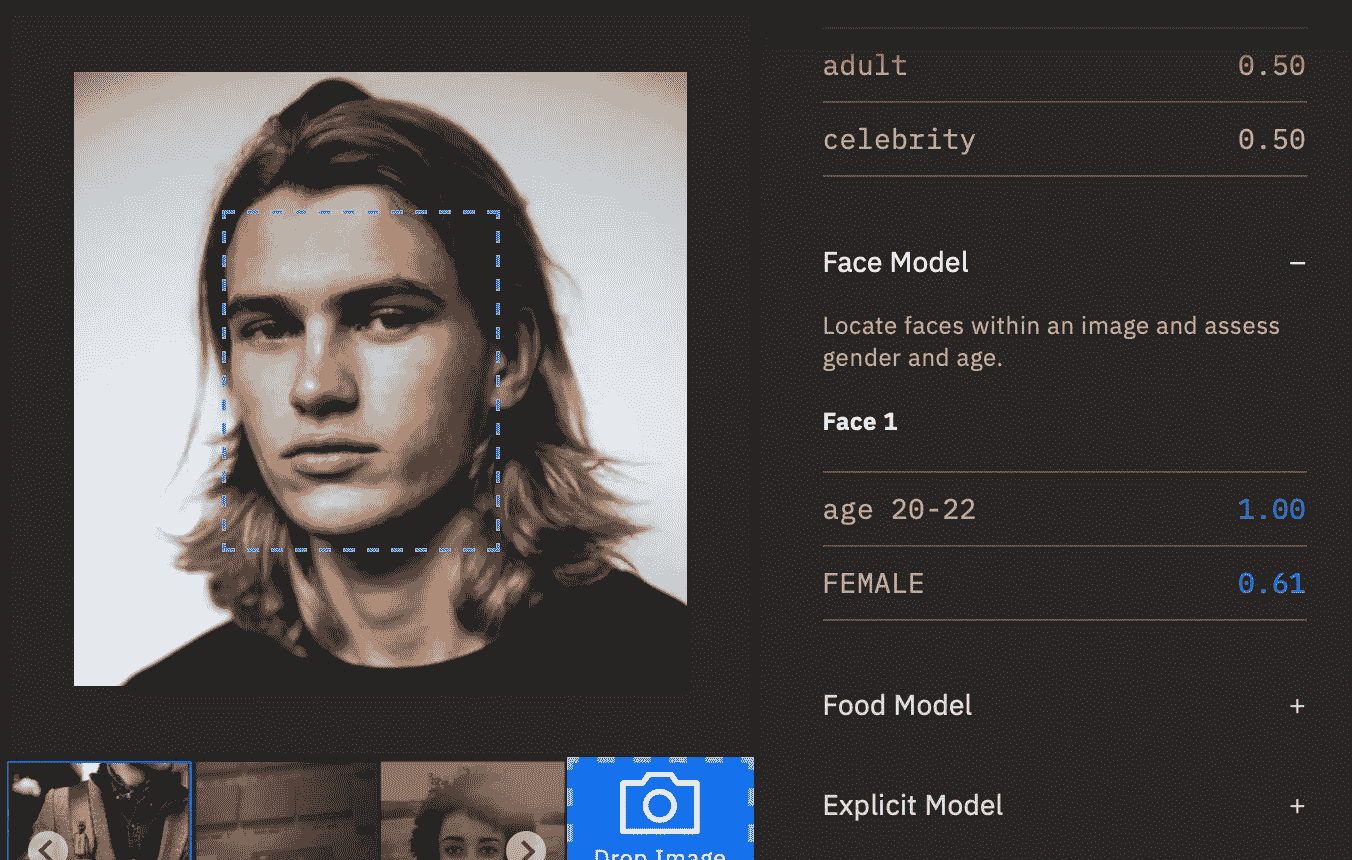 adult 0.50
celebrity 0.50
Face Model −
Locate faces within an image and assess
gender and age.
Face 1
age 20-22 1.00
FEMALE 0.61
Food Model +
Explicit Model +
Drop Image